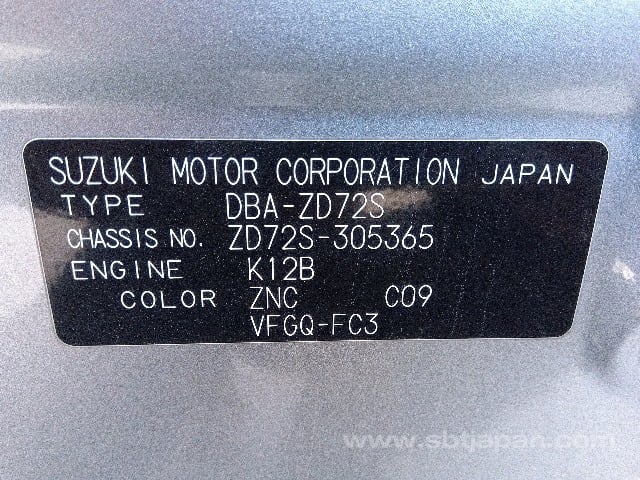 SUZUKI MOTOR CORPORATION JAPAN
TYPE DBA-ZD72S
CHASSIS NO. ZD72S-305365
ENGINE K12B
COLOR ZNC C09
VFGQ-FC3
www.sbtjapan.com